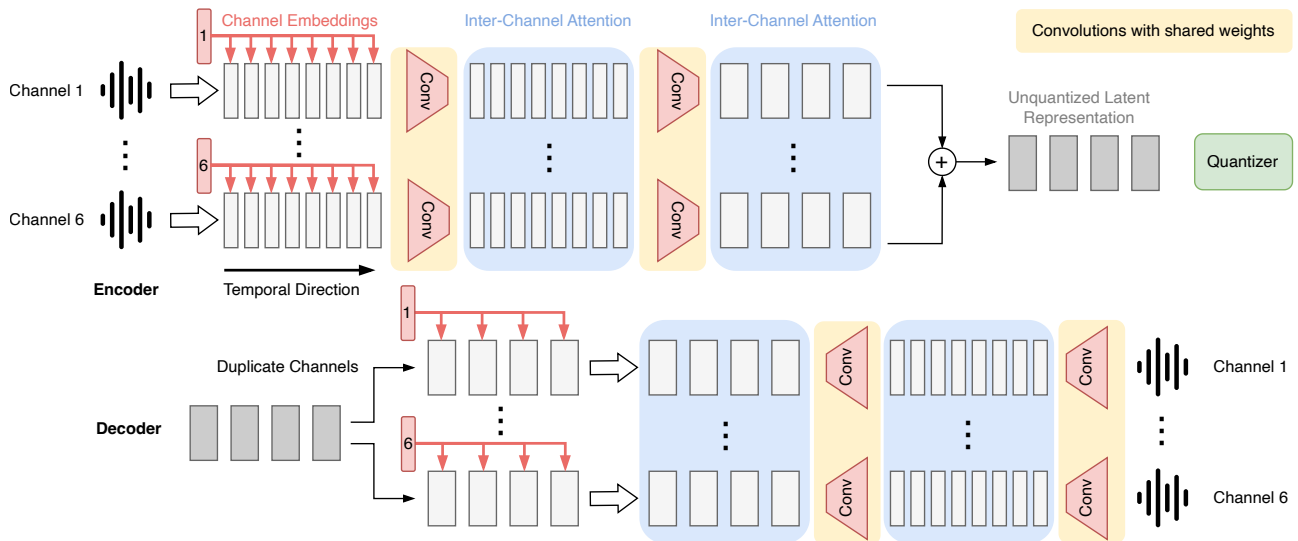 Channel Embeddings
Inter-Channel Attention
Inter-Channel Attention
Convolutions with shared weights
1
Channel 1
Conv
Conv
Unquantized Latent
Representation
6
+
Quantizer
Channel 6
Conv
Conv
Encoder
Temporal Direction
1
Duplicate Channels
Conv
Conv
Channel 1
Decoder
6
Conv
Conv
Channel 6